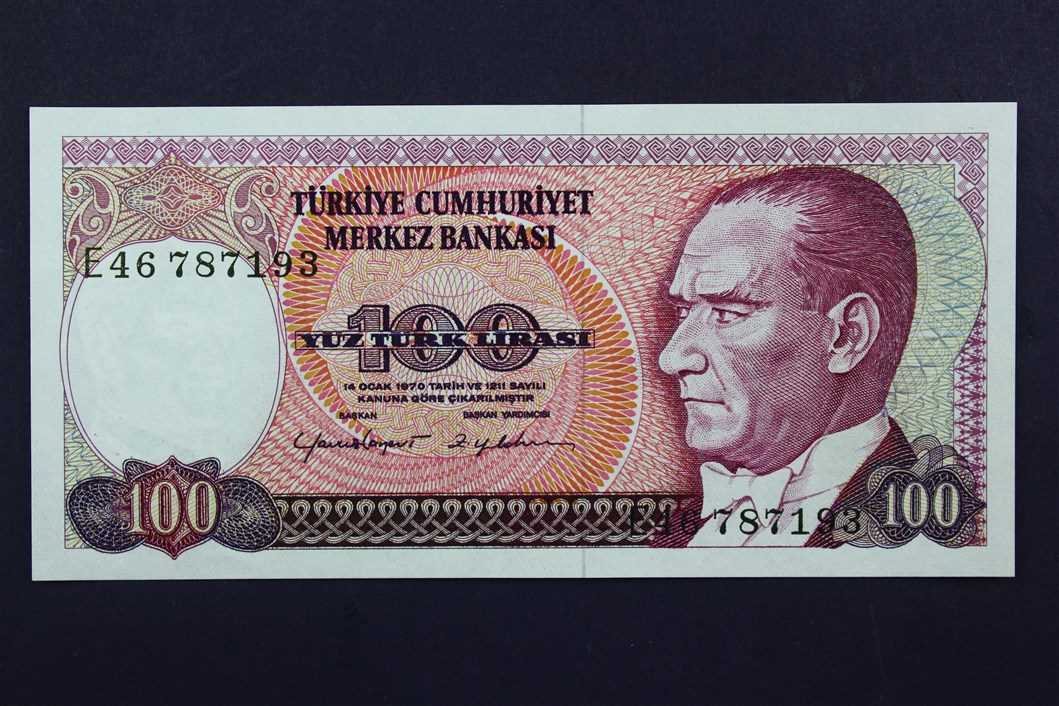 TÜRKİYE CUMHURİYET
MERKEZ BANKASI
E46 787193
100
YUZ TURK LIRASI
14 OCAK 1970 TARİH VE 1211 SAYILI
KANUNA GÖRE ÇIKARILMIŞTIR
BAŞKAN BAŞKAN YARDIMCISI
100
E46 787193
100